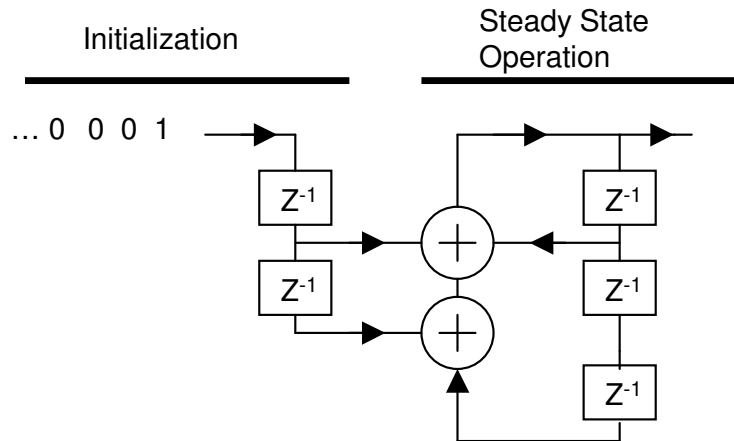 Initialization
Steady State
Operation
... 0 0 0 1
Z-1
Z-1
Z-1
Z-1
Z-1